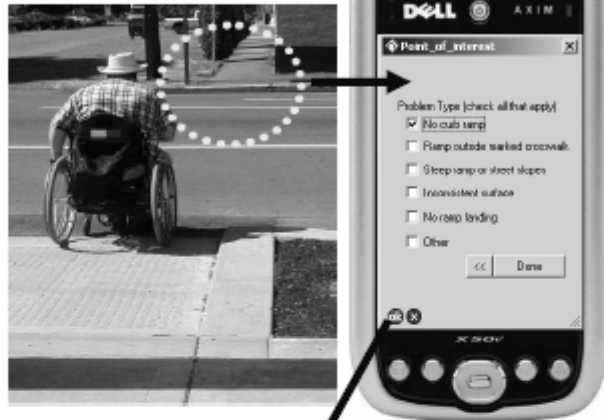 DELL AXIM
Point_of_interest
Problem Type (check all that apply)
No curb ramp
Ramp outside marked crosswalk
Steep ramp or street slopes
Inconsistent surface
No ramp landing
Other
<< Done
ok
X50v